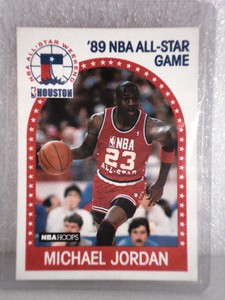 NBA ALL-STAR WEEKEND
HOUSTON
'89 NBA ALL-STAR
GAME
NBA
23
ALL-STAR
NBA HOOPS
MICHAEL JORDAN